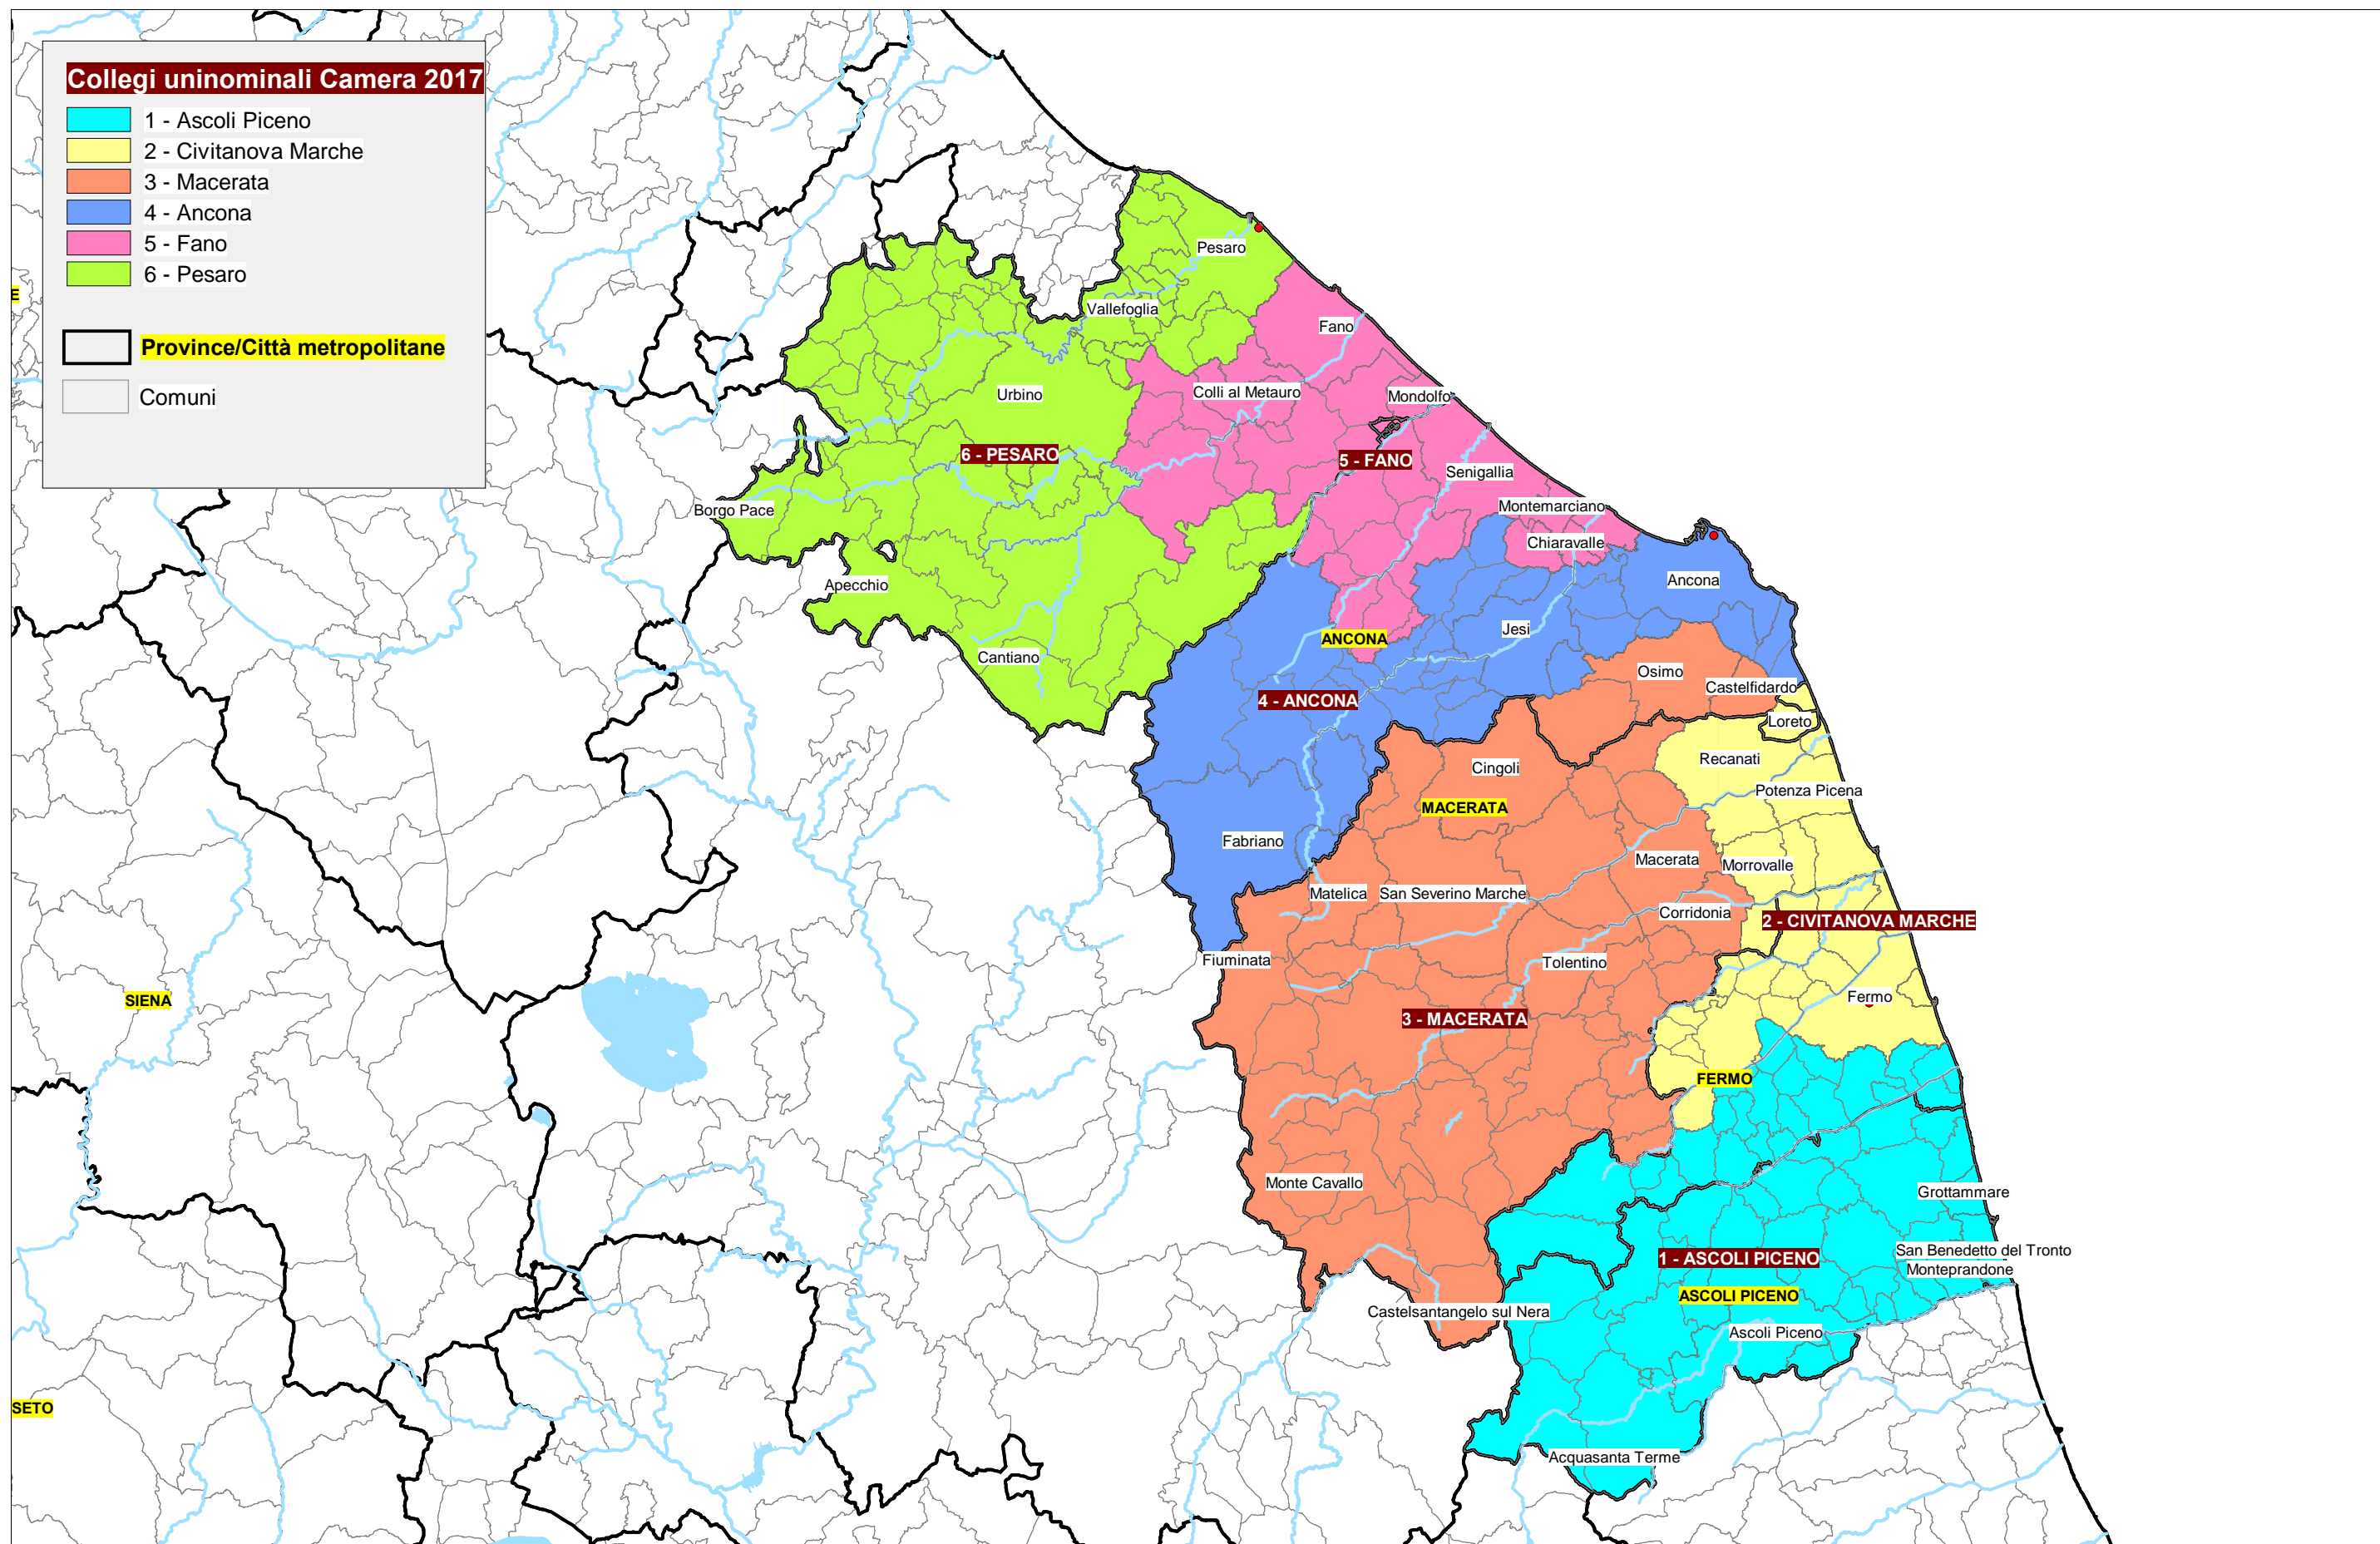 Collegi uninominali Camera 2017
1 - Ascoli Piceno
2 - Civitanova Marche
3 - Macerata
4 - Ancona
5 - Fano
6 - Pesaro
Province/Città metropolitane
Comuni
E
Pesaro
Vallefoglia
Fano
Urbino
Colli al Metauro
Mondolfo
6 - PESARO
5 - FANO
Senigallia
Borgo Pace
Montemarciano
Chiaravalle
Apecchio
Ancona
Jesi
ANCONA
Cantiano
Osimo
Castelfidardo
4 - ANCONA
Loreto
Recanati
Cingoli
Potenza Picena
MACERATA
Fabriano
Macerata
Morrovalle
Matelica
San Severino Marche
Corridonia
2 - CIVITANOVA MARCHE
Fiuminata
Tolentino
SIENA
Fermo
3 - MACERATA
FERMO
Monte Cavallo
Grottammare
San Benedetto del Tronto
1 - ASCOLI PICENO
Monteprandone
ASCOLI PICENO
Castelsantangelo sul Nera
Ascoli Piceno
SETO
Acquasanta Terme